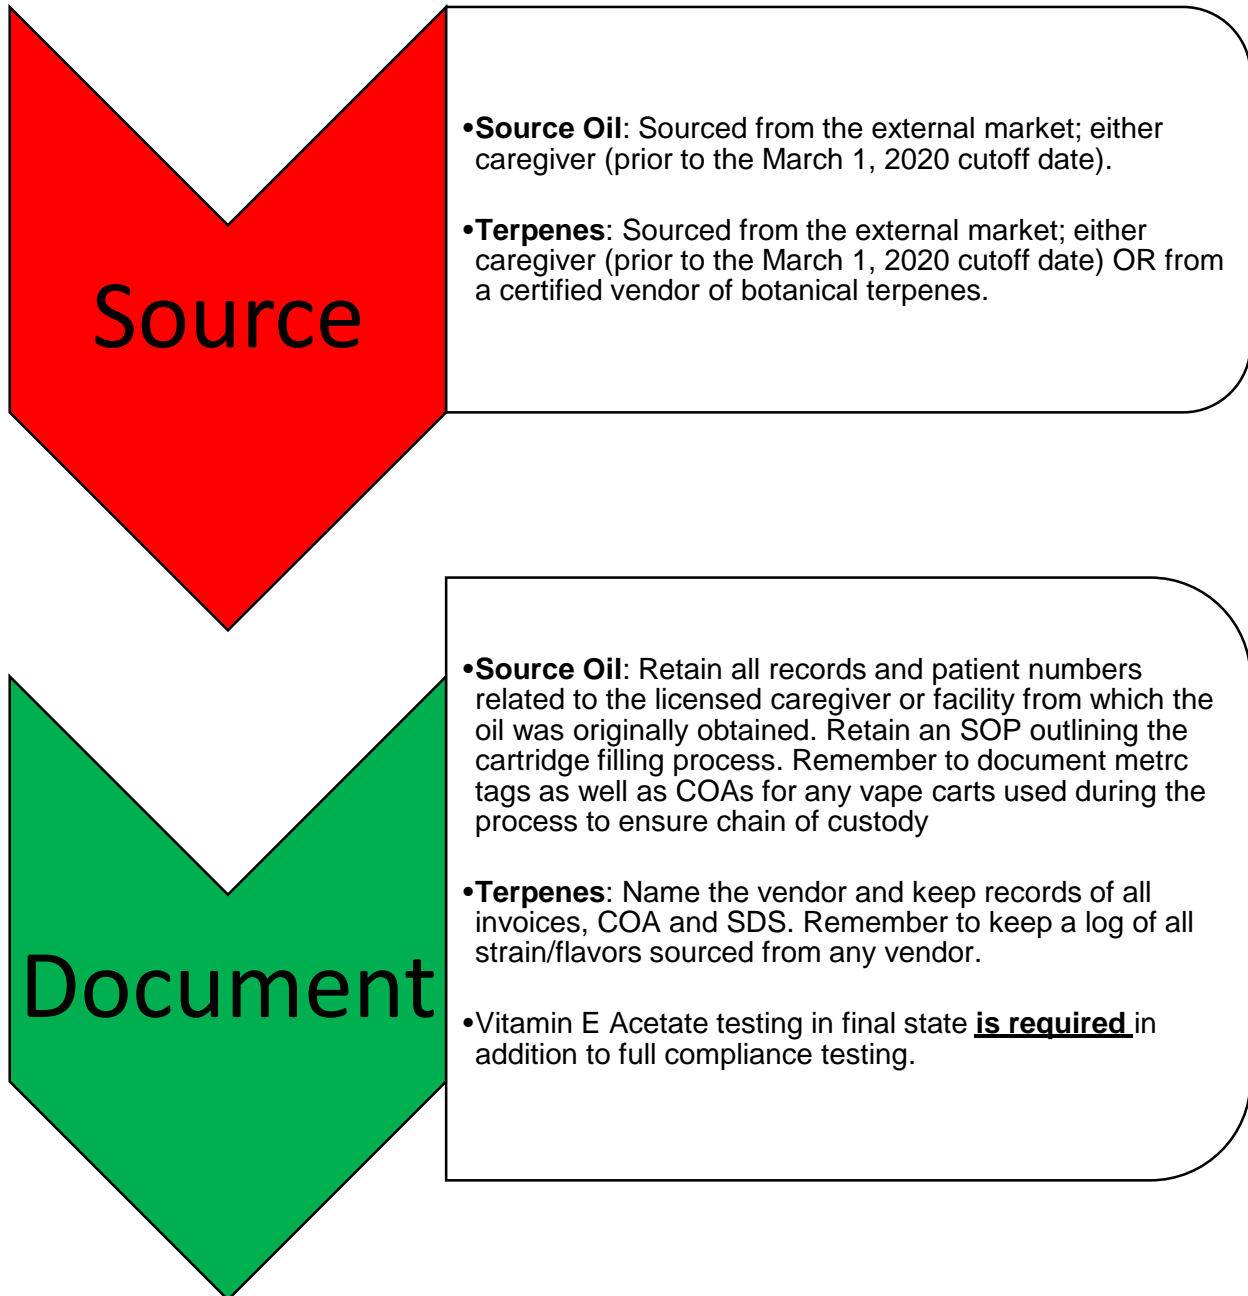 Source
•Source Oil: Sourced from the external market; either
caregiver (prior to the March 1, 2020 cutoff date).
•Terpenes: Sourced from the external market; either
caregiver (prior to the March 1, 2020 cutoff date) OR from
a certified vendor of botanical terpenes.
Document
•Source Oil: Retain all records and patient numbers
related to the licensed caregiver or facility from which the
oil was originally obtained. Retain an SOP outlining the
cartridge filling process. Remember to document metrc
tags as well as COAs for any vape carts used during the
process to ensure chain of custody
•Terpenes: Name the vendor and keep records of all
invoices, COA and SDS. Remember to keep a log of all
strain/flavors sourced from any vendor.
•Vitamin E Acetate testing in final state is required in
addition to full compliance testing.